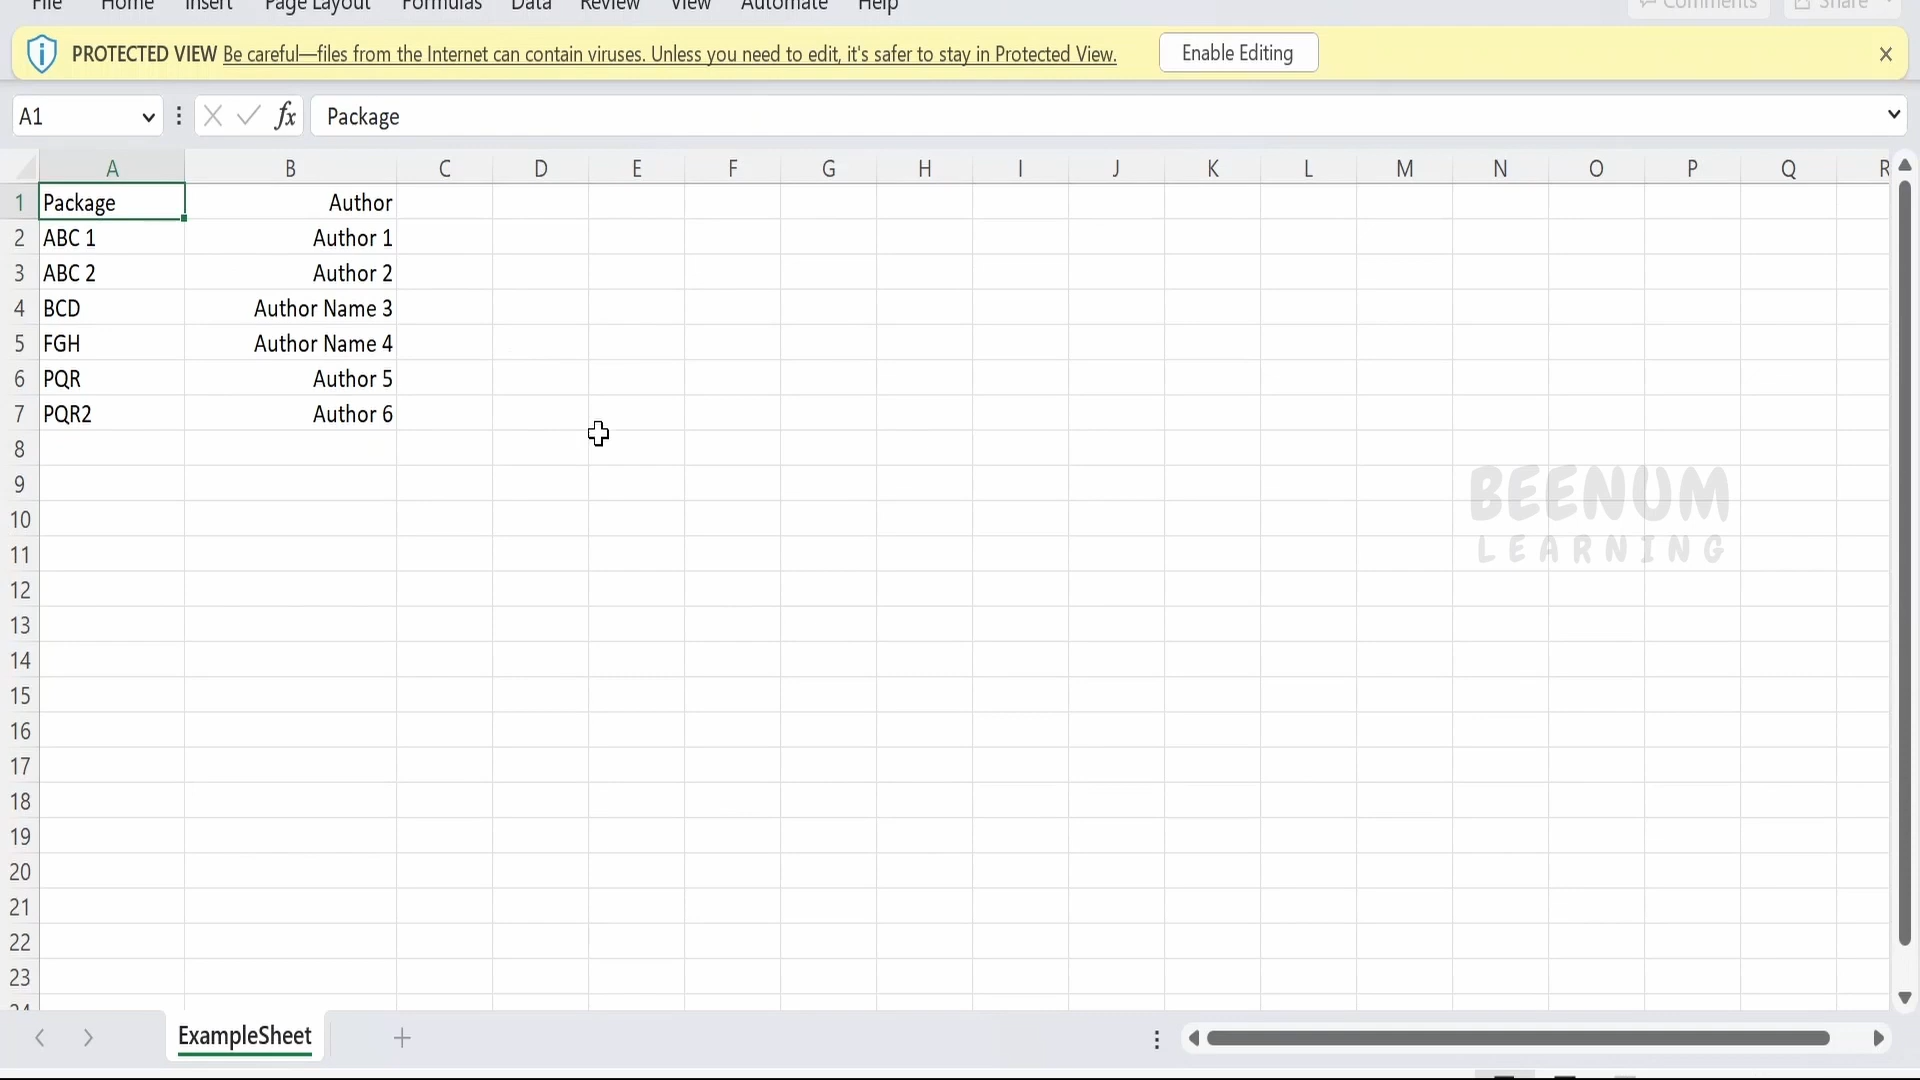 File Home Insert Page Layout Formulas Data Review View Automate Help Comments Share
PROTECTED VIEW Be careful—files from the Internet can contain viruses. Unless you need to edit, it's safer to stay in Protected View. Enable Editing
A1 fx Package
A B C D E F G H I J K L M N O P Q R
1 Package Author
2 ABC 1 Author 1
3 ABC 2 Author 2
4 BCD Author Name 3
5 FGH Author Name 4
6 PQR Author 5
7 PQR2 Author 6
8
9
10
11
12
13
14
15
16
17
18
19
20
21
22
23
24
BEENUM
LEARNING
ExampleSheet